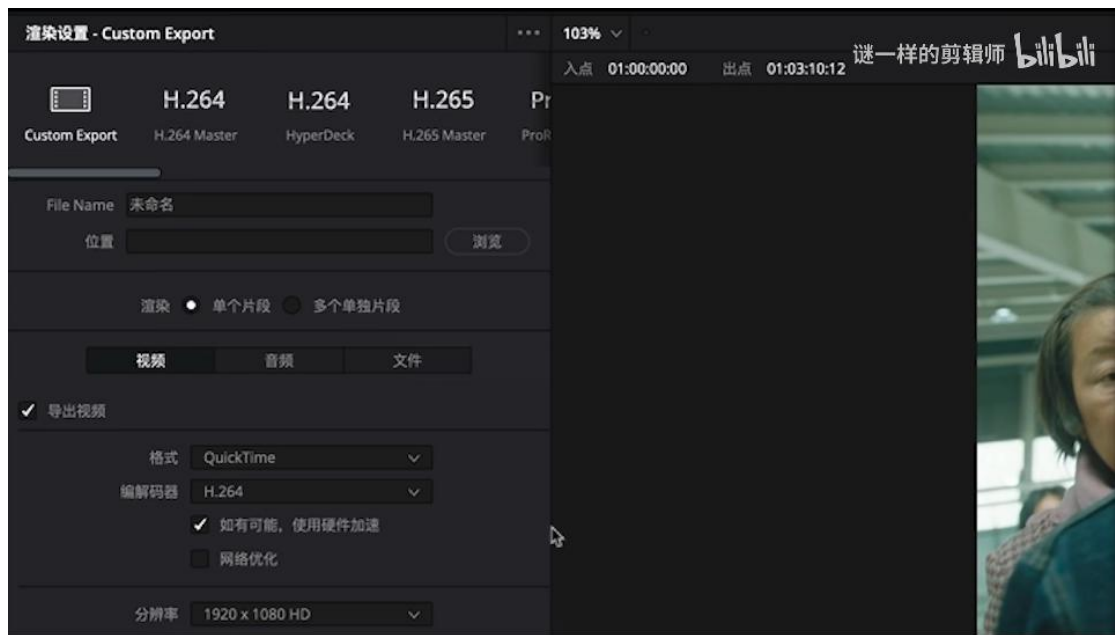 渲染设置 - Custom Export
103%
谜一样的剪辑师 bilibili
入点 01:00:00:00 出点 01:03:10:12
H.264 H.264 H.265 Pr
Custom Export H.264 Master HyperDeck H.265 Master ProR
File Name 未命名
位置 浏览
渲染 单个片段 多个单独片段
视频 音频 文件
导出视频
格式 QuickTime
编解码器 H.264
如有可能，使用硬件加速
网络优化
分辨率 1920 x 1080 HD